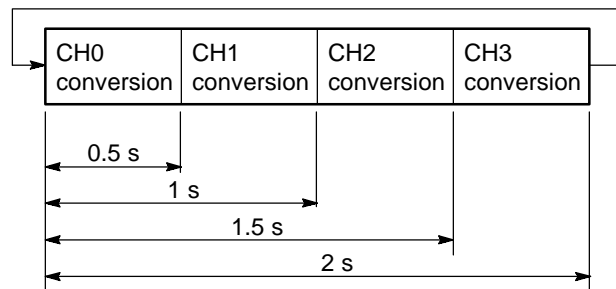 CH0 conversion
CH1 conversion
CH2 conversion
CH3 conversion
0.5 s
1 s
1.5 s
2 s